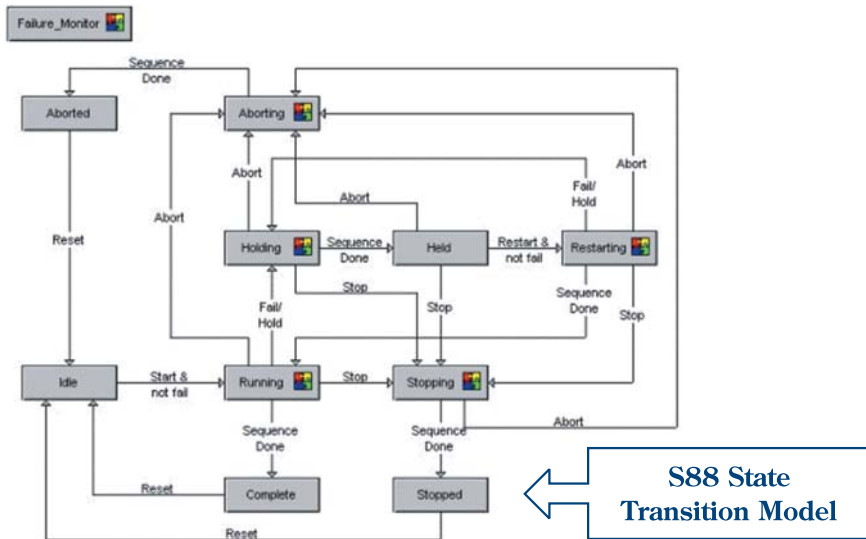 Failure_Monitor
Sequence
Done
Aborted
Aborting
Abort
Abort
Abort
Fail/
Hold
Abort
Reset
Holding
Sequence
Done
Held
Restart &
not fail
Restarting
Fail/
Hold
Stop
Stop
Sequence
Done
Stop
Idle
Start &
not fail
Running
Stop
Stopping
Sequence
Done
Sequence
Done
Abort
Reset
Complete
Stopped
Reset
S88 State
Transition Model